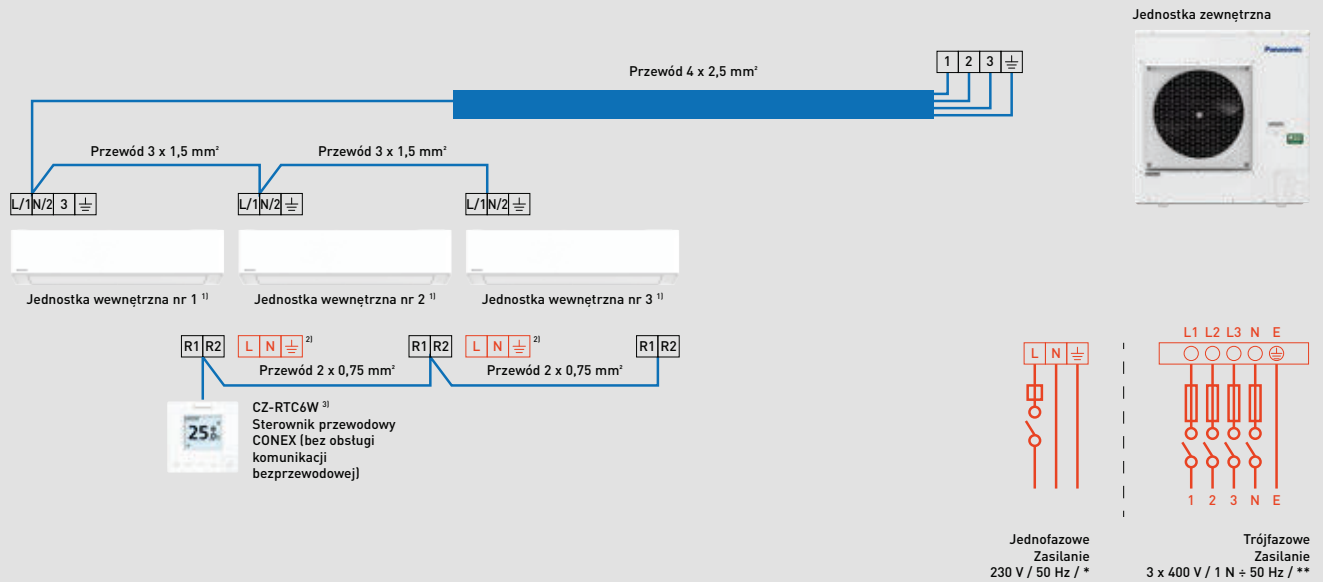 Jednostka zewnętrzna
Panasonic
Przewód 4 x 2,5 mm²
1 2 3 ⏚
Przewód 3 x 1,5 mm²
Przewód 3 x 1,5 mm²
L/1 N/2 3 ⏚
L/1 N/2 ⏚
L/1 N/2 ⏚
Jednostka wewnętrzna nr 1 ¹⁾
Jednostka wewnętrzna nr 2 ¹⁾
Jednostka wewnętrzna nr 3 ¹⁾
R1 R2
L N ⏚ ²⁾
R1 R2
L N ⏚ ²⁾
R1 R2
Przewód 2 x 0,75 mm²
Przewód 2 x 0,75 mm²
25
CZ-RTC6W ³⁾
Sterownik przewodowy
CONEX (bez obsługi
komunikacji
bezprzewodowej)
L N ⏚
L1 L2 L3 N E
1 2 3 N E
Jednofazowe
Zasilanie
230 V / 50 Hz / *
Trójfazowe
Zasilanie
3 x 400 V / 1 N ÷ 50 Hz / **